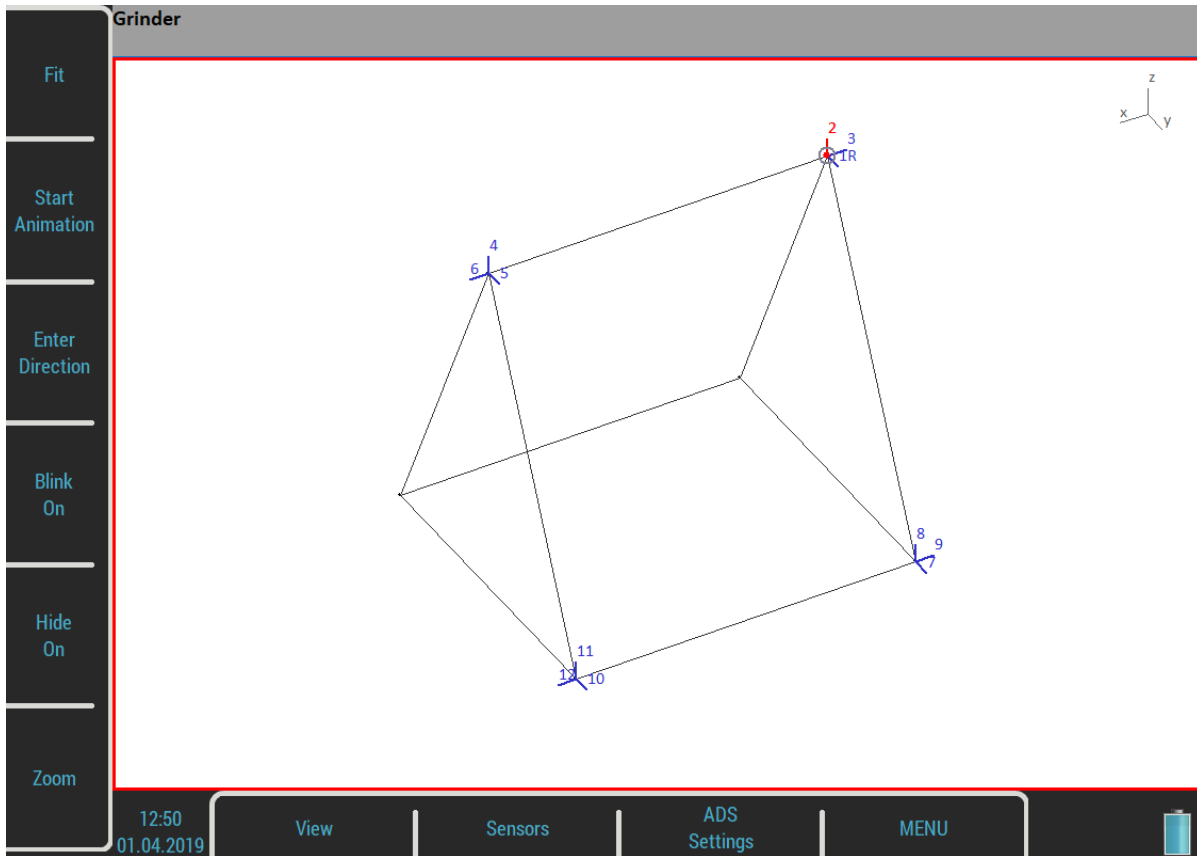 Grinder
Fit
Start
Animation
Enter
Direction
Blink
On
Hide
On
Zoom
z
x
y
2
3
1R
4
6
5
8
9
7
11
12
10
12:50
01.04.2019
View
Sensors
ADS
Settings
MENU